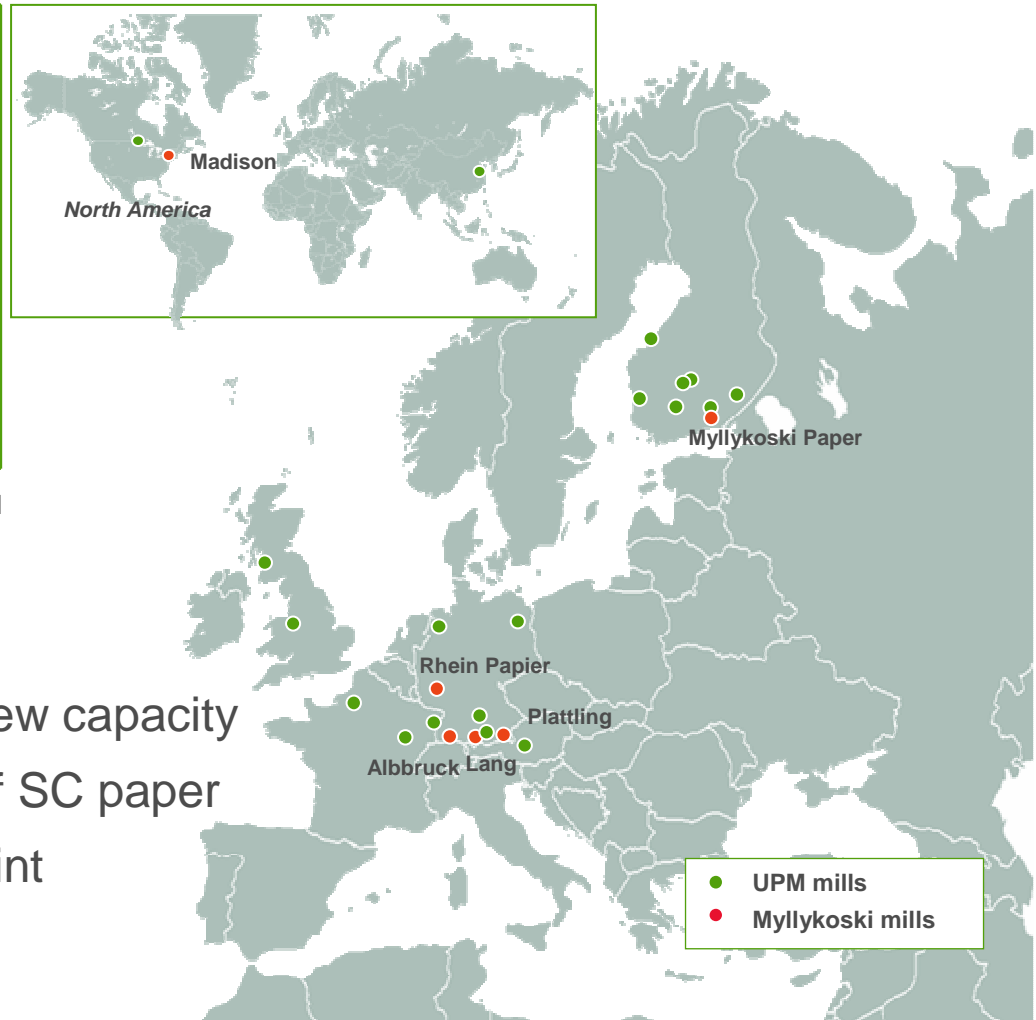 Madison
North America
Myllykoski Paper
Rhein Papier
Plattling
Albbruck Lang
ew capacity
f SC paper
int
UPM mills
Myllykoski mills